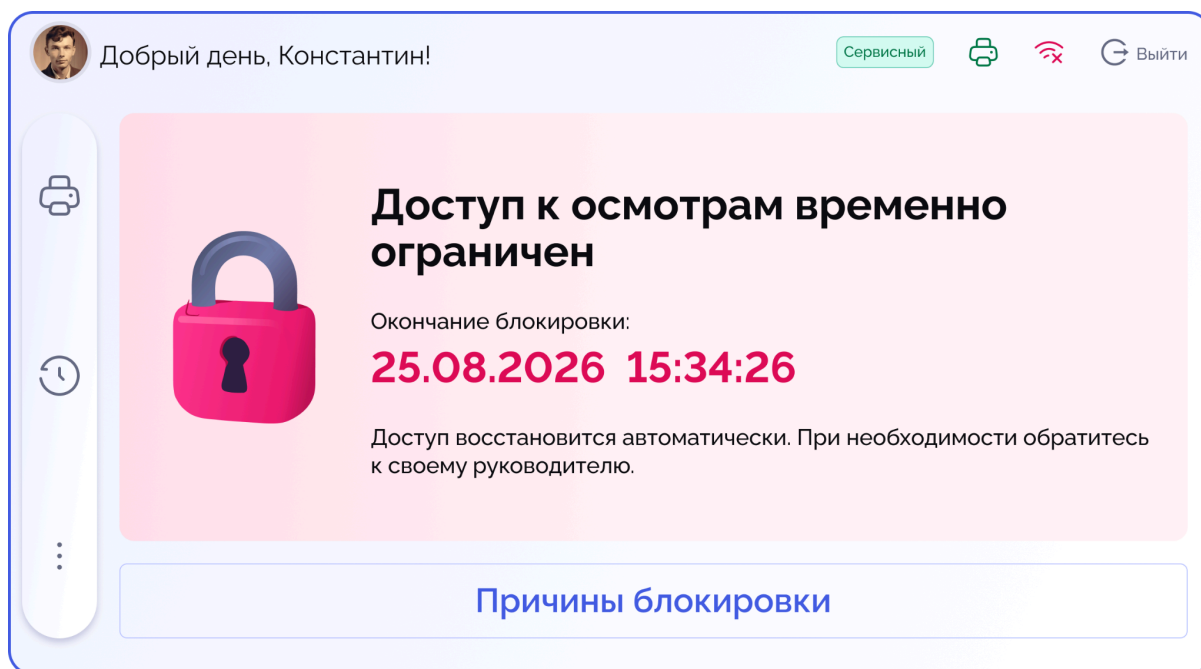 Добрый день, Константин!
Сервисный
Выйти
Доступ к осмотрам временно
ограничен
Окончание блокировки:
25.08.2026 15:34:26
Доступ восстановится автоматически. При необходимости обратитесь
к своему руководителю.
Причины блокировки